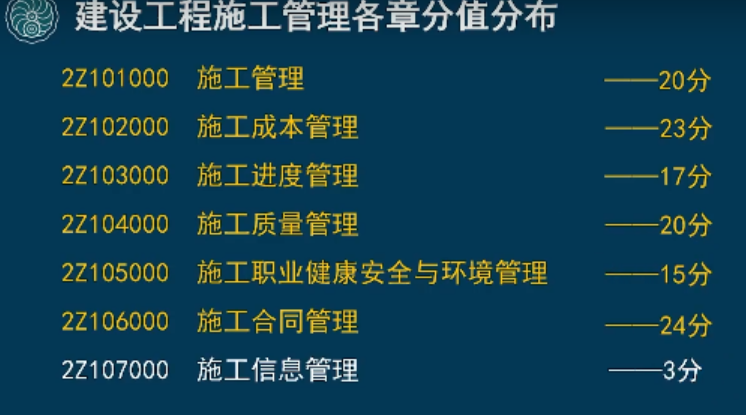 建设工程施工管理各章分值分布
2Z101000 施工管理 ——20分
2Z102000 施工成本管理 ——23分
2Z103000 施工进度管理 ——17分
2Z104000 施工质量管理 ——20分
2Z105000 施工职业健康安全与环境管理 ——15分
2Z106000 施工合同管理 ——24分
2Z107000 施工信息管理 ——3分